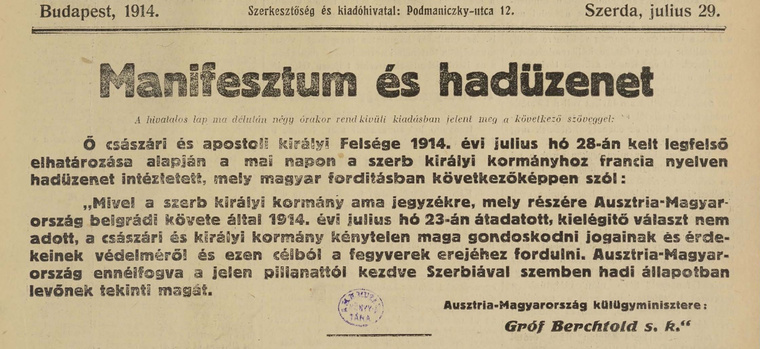 Budapest, 1914.
Szerkesztőség és kiadóhivatal: Podmaniczky-utca 12.
Szerda, julius 29.
Manifesztum és hadüzenet
A hivatalos lap ma délután négy órakor rendkivüli kiadásban jelent meg a következő szöveggel:
Ő császári és apostoli királyi Felsége 1914. évi julius hó 28-án kelt legfelső
elhatározása alapján a mai napon a szerb királyi kormányhoz francia nyelven
hadüzenet intéztetett, mely magyar forditásban következőképpen szól:
„Mivel a szerb királyi kormány ama jegyzékre, mely részére Ausztria-Magyar-
ország belgrádi követe által 1914. évi julius hó 23-án átadatott, kielégitő választ nem
adott, a császári és királyi kormány kénytelen maga gondoskodni jogainak és érde-
keinek védelméről és ezen célból a fegyverek erejéhez fordulni. Ausztria-Magyar-
ország ennélfogva a jelen pillanattól kezdve Szerbiával szemben hadi állapotban
levőnek tekinti magát.
Ausztria-Magyarország külügyminisztere:
Gróf Berchtold s. k.“